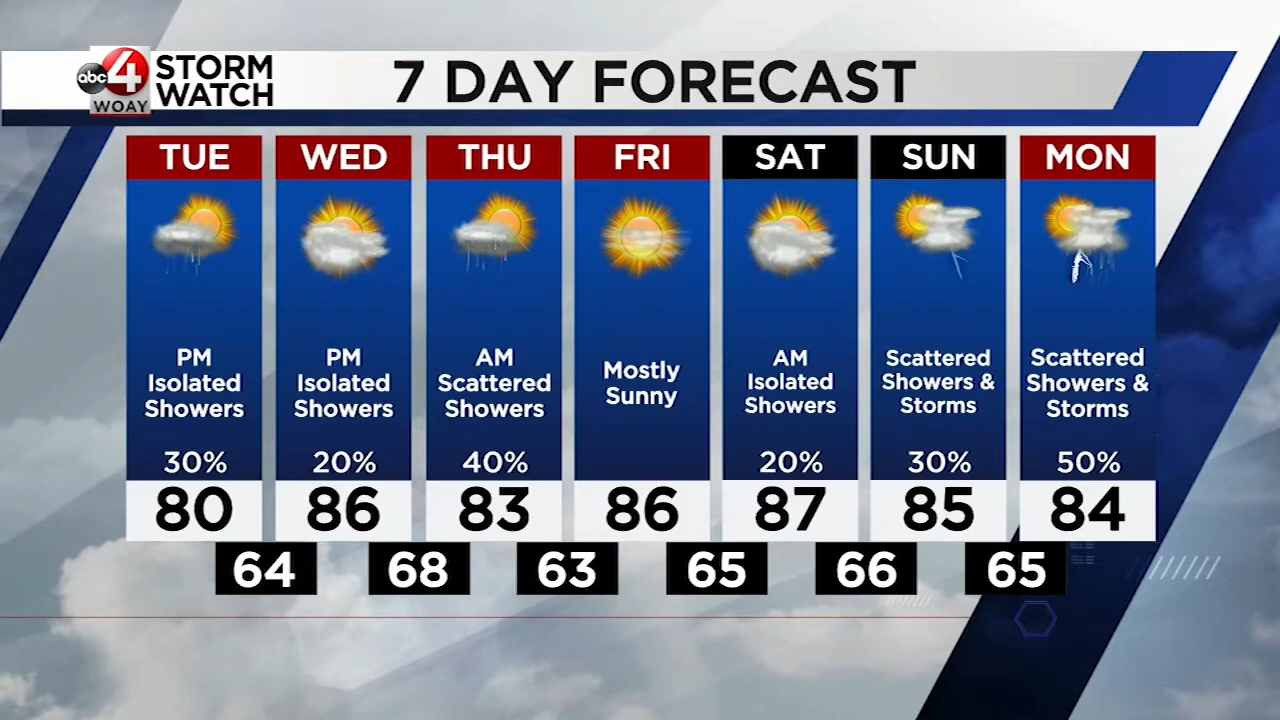 abc 4
WOAY
STORM
WATCH
7 DAY FORECAST
TUE
PM
Isolated
Showers
30%
80
WED
PM
Isolated
Showers
20%
86
THU
AM
Scattered
Showers
40%
83
FRI
Mostly
Sunny
86
SAT
AM
Isolated
Showers
20%
87
SUN
Scattered
Showers &
Storms
30%
85
MON
Scattered
Showers &
Storms
50%
84
64
68
63
65
66
65